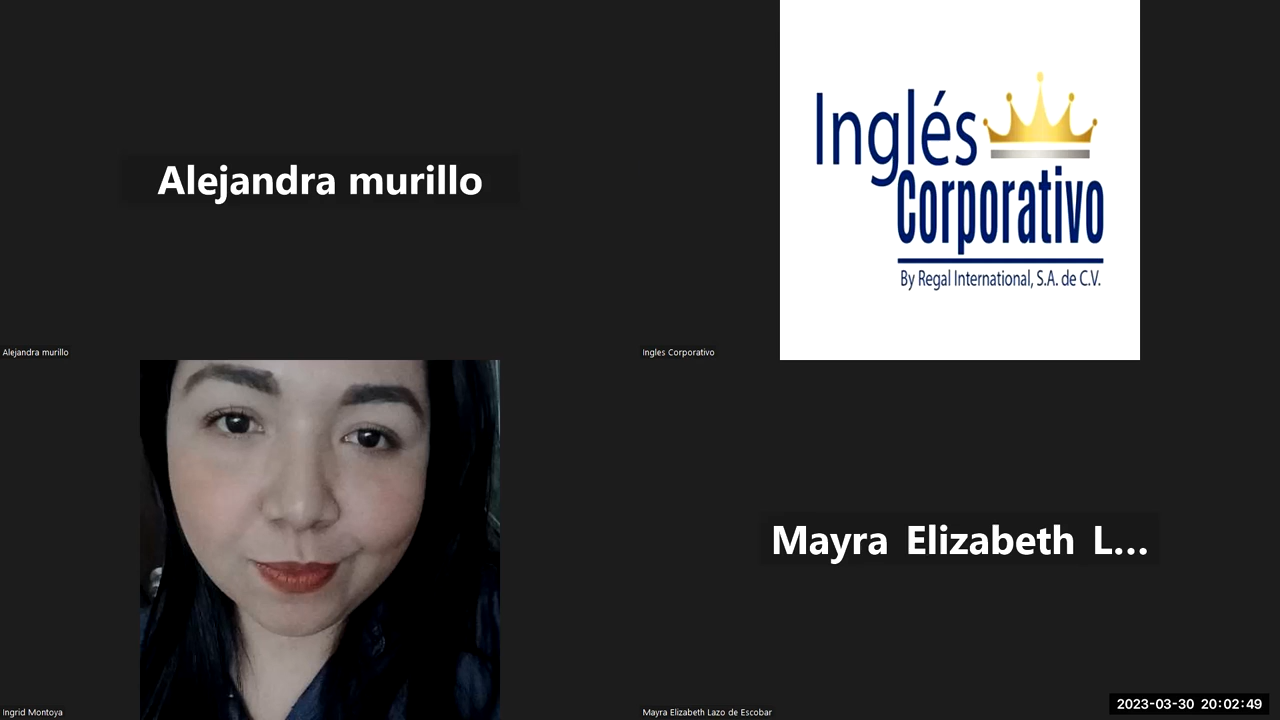 Alejandra murillo
Alejandra murillo
Inglés
Corporativo
By Regal International, S.A. de C.V.
Ingles Corporativo
Ingrid Montoya
Mayra Elizabeth L...
Mayra Elizabeth Lazo de Escobar
2023-03-30 20:02:49